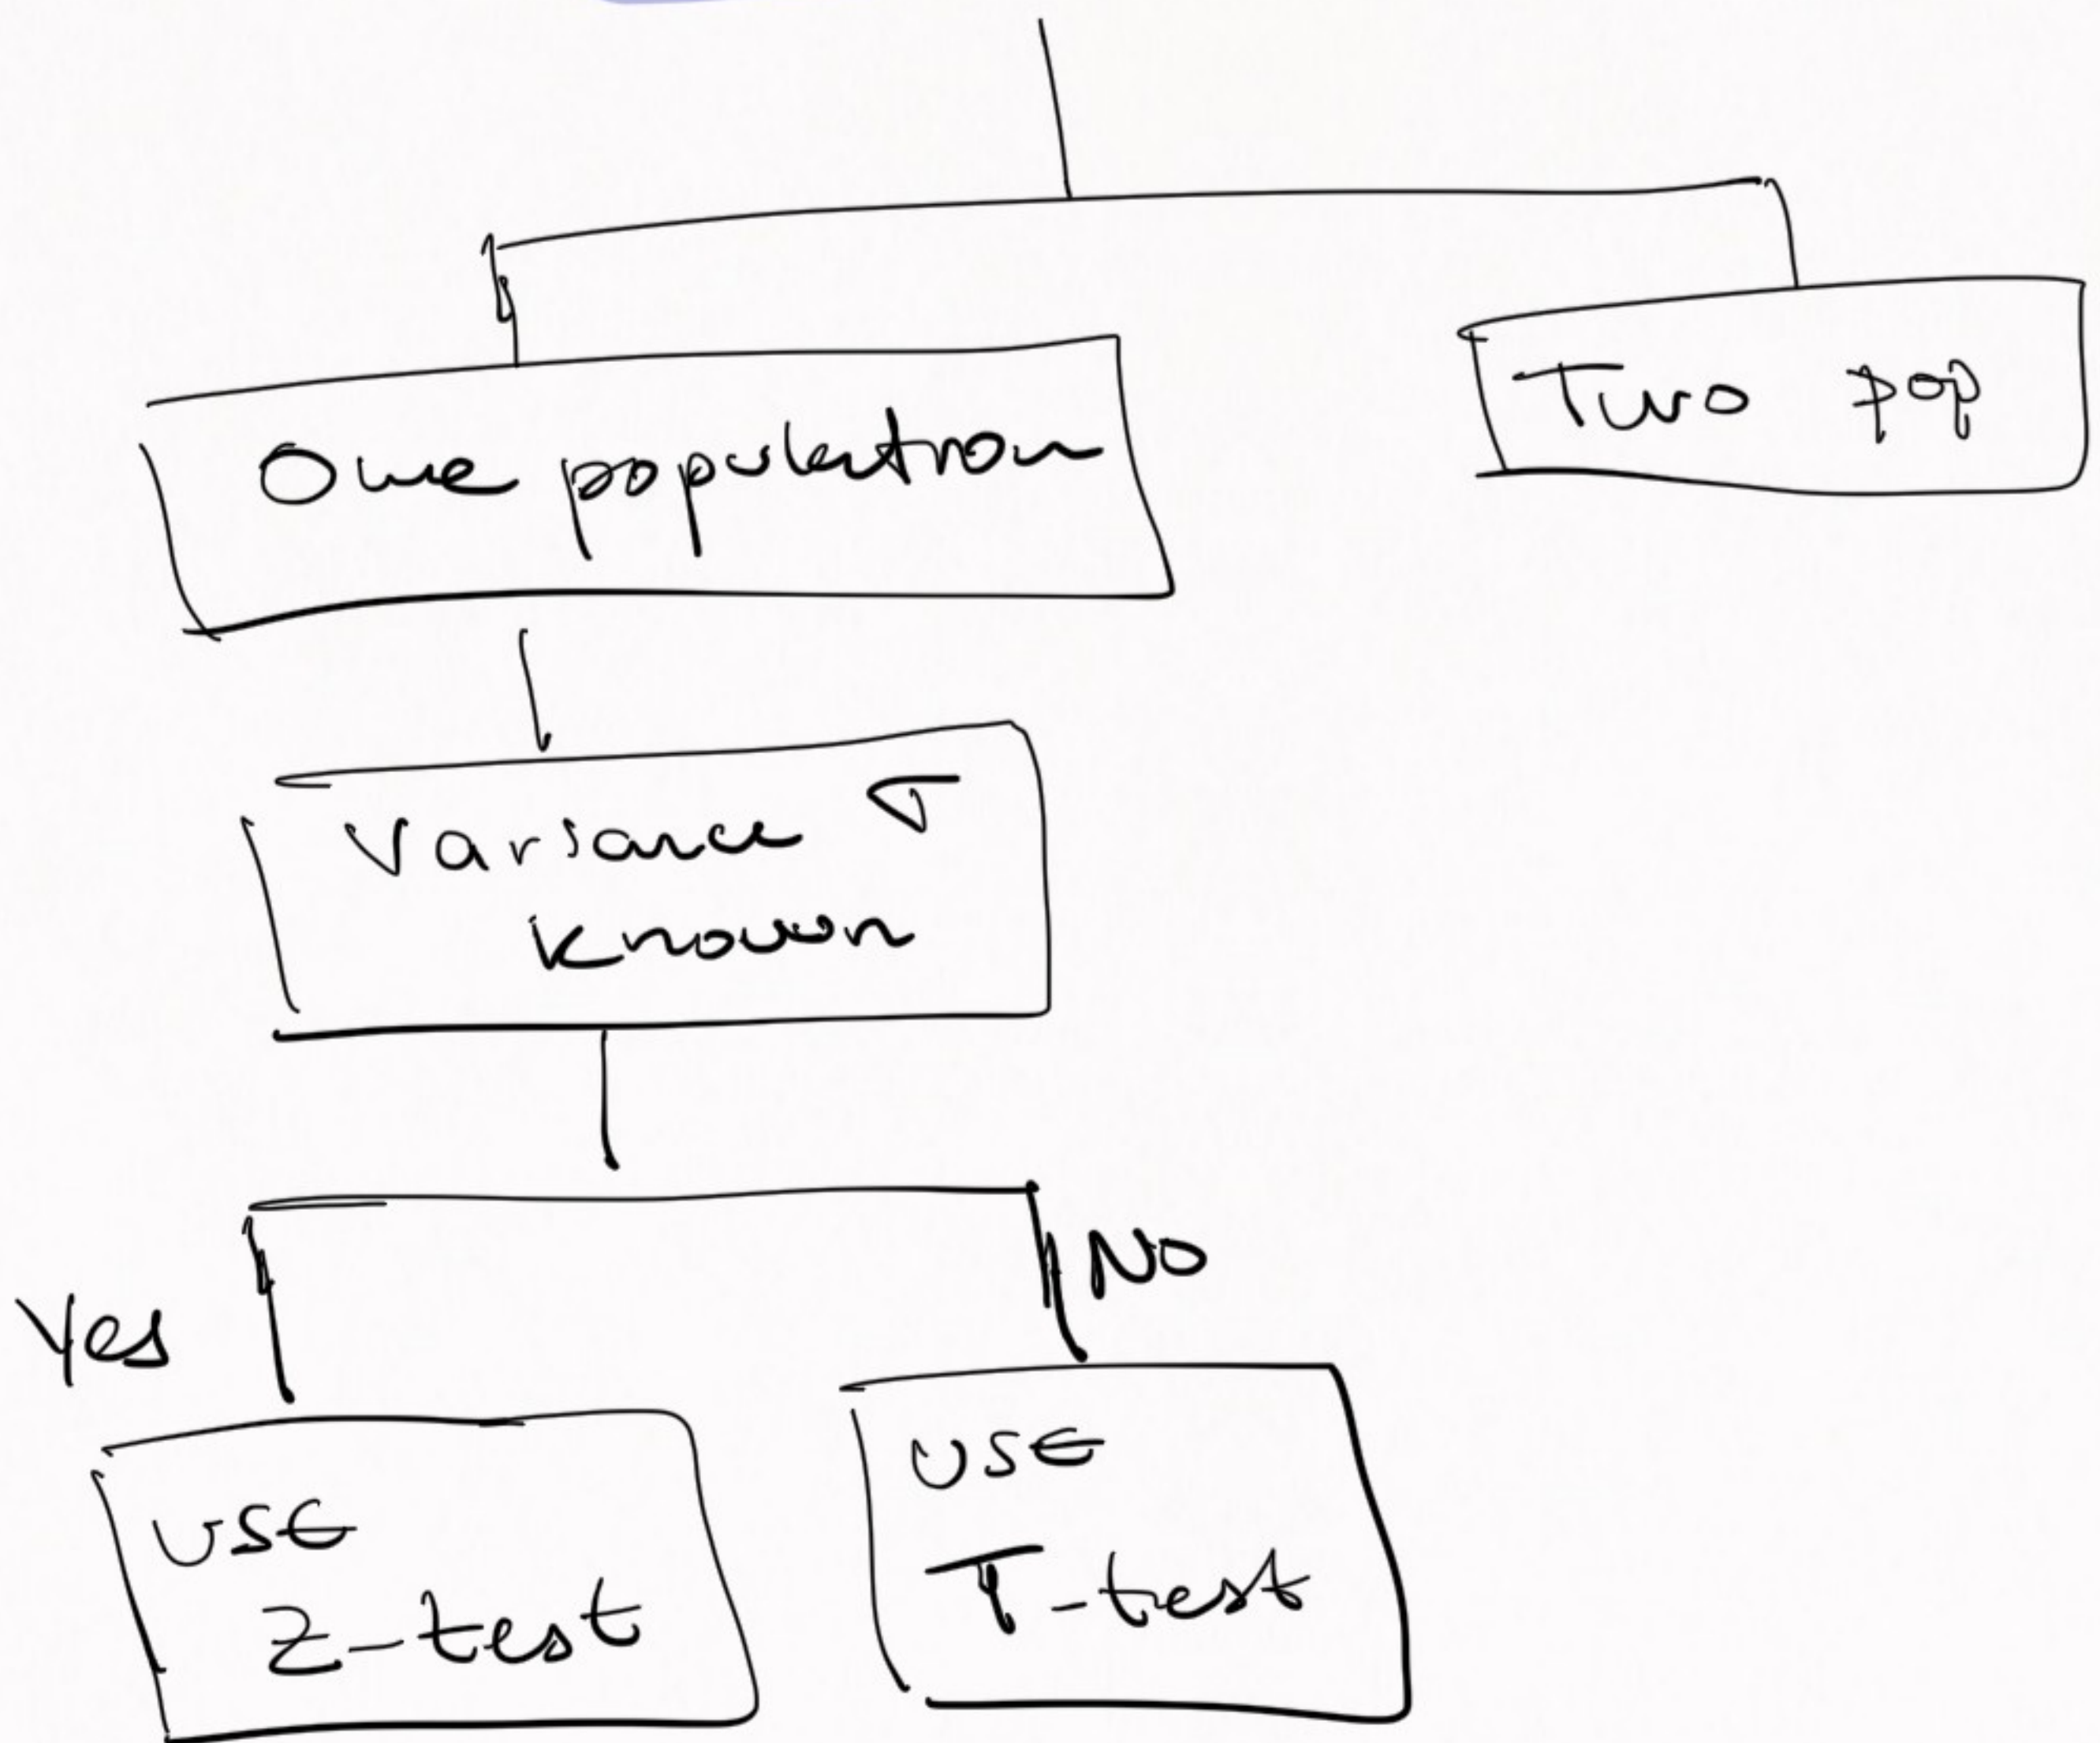 One population
Two pop
Variance σ
known
Yes
No
USE
Z-test
USE
T-test